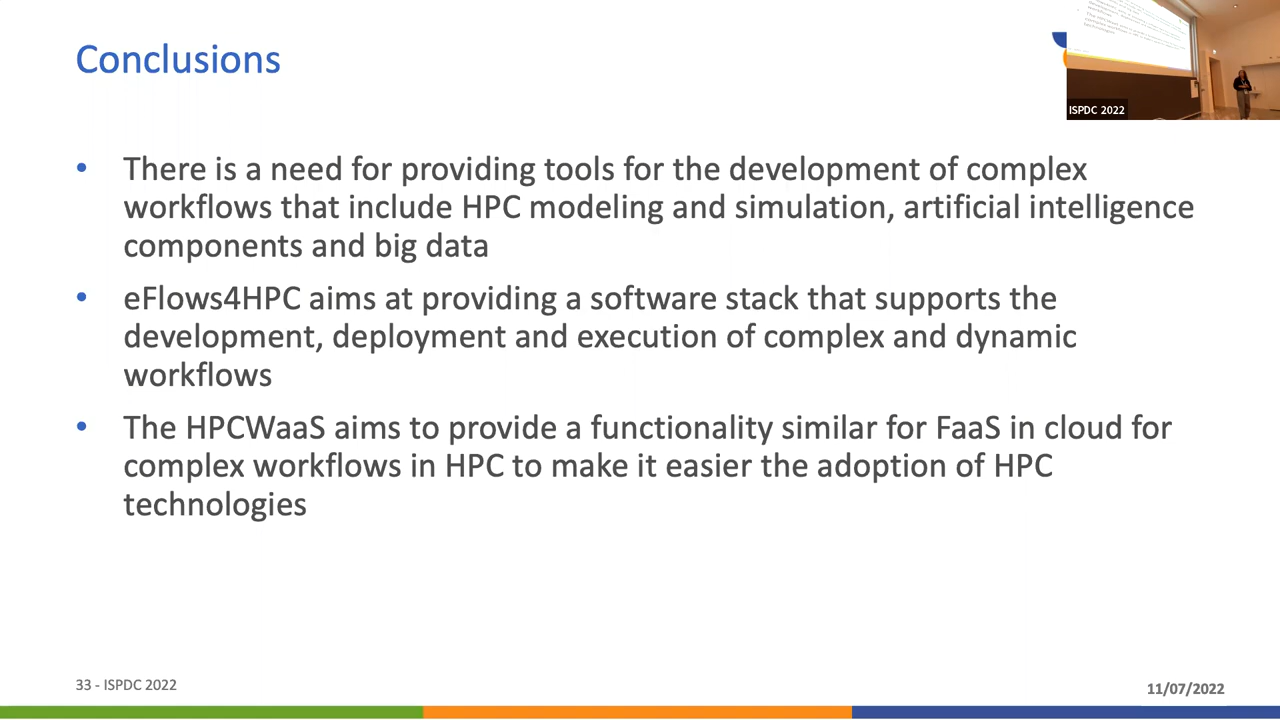 Conclusions
ISPDC 2022
• There is a need for providing tools for the development of complex
workflows that include HPC modeling and simulation, artificial intelligence
components and big data
• eFlows4HPC aims at providing a software stack that supports the
development, deployment and execution of complex and dynamic
workflows
• The HPCWaaS aims to provide a functionality similar for FaaS in cloud for
complex workflows in HPC to make it easier the adoption of HPC
technologies
33 - ISPDC 2022
11/07/2022